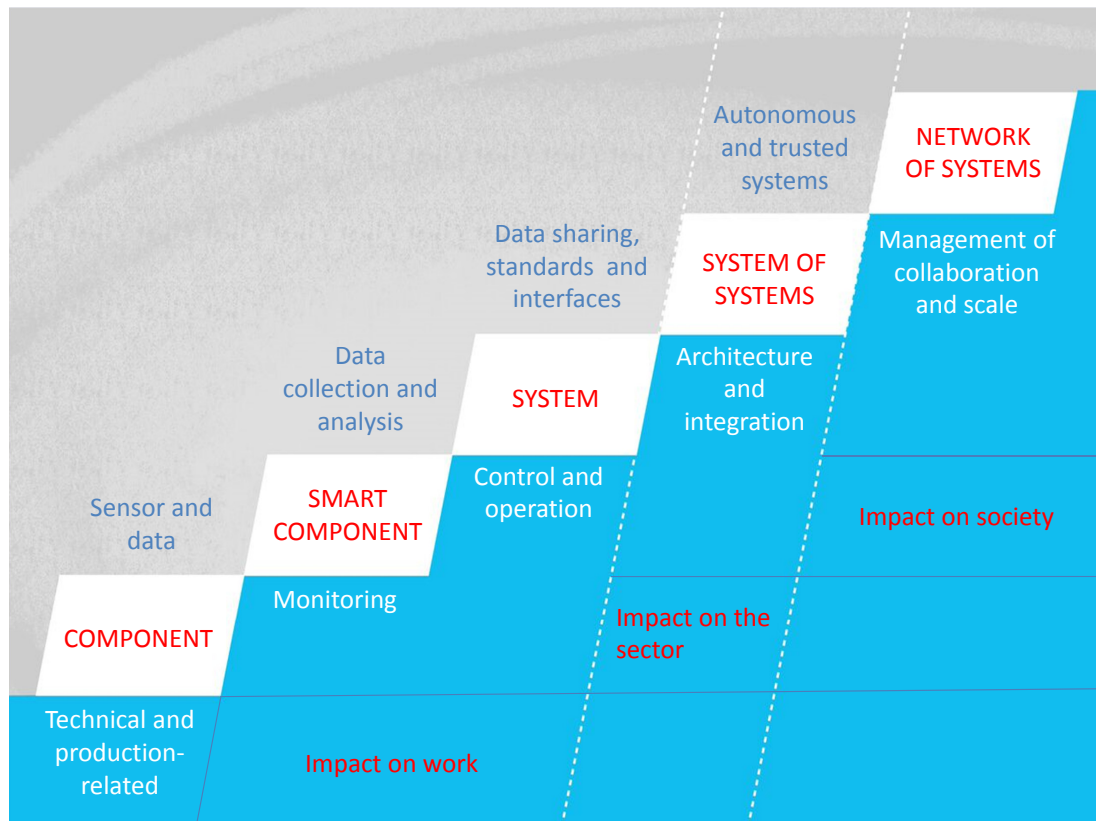 Autonomous
and trusted
systems
NETWORK
OF SYSTEMS
Data sharing,
standards and
interfaces
SYSTEM OF
SYSTEMS
Management of
collaboration
and scale
Data
collection and
analysis
SYSTEM
Architecture
and
integration
Sensor and
data
SMART
COMPONENT
Control and
operation
Impact on society
COMPONENT
Monitoring
Impact on the
sector
Technical and
production-
related
Impact on work